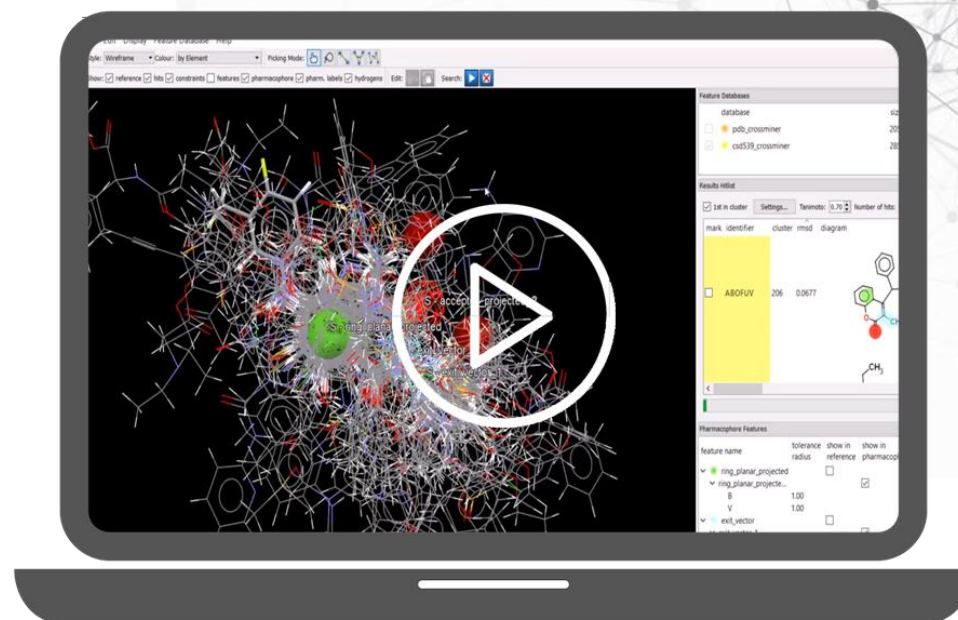 Edit Display Feature Database Help
Style: Wireframe Colour: by Element Picking Mode:
Show: reference hits constraints features pharmacophore pharm. labels hydrogens Edit: Search:
Feature Databases
database
pdb_crossminer
csd539_crossminer
Results Hitlist
1st in cluster Settings... Tanimoto: 0.70 Number of hits:
mark identifier cluster rmsd diagram
ABOFUV 206 0.0677
CH₃
S - ring_planar_projected
Pharmacophore Features
feature name tolerance radius show in reference
ring_planar_projected
ring_planar_projecte...
B 1.00
V 1.00
exit_vector